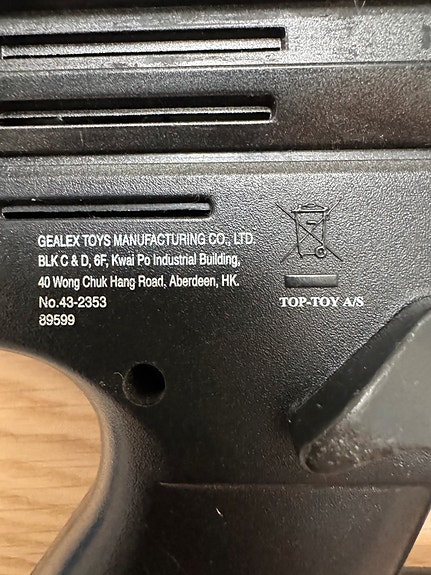 GEALEX TOYS MANUFACTURING CO., LTD.
BLK C & D, 6F, Kwai Po Industrial Building,
40 Wong Chuk Hang Road, Aberdeen, HK.
No.43-2353
89599
TOP-TOY A/S